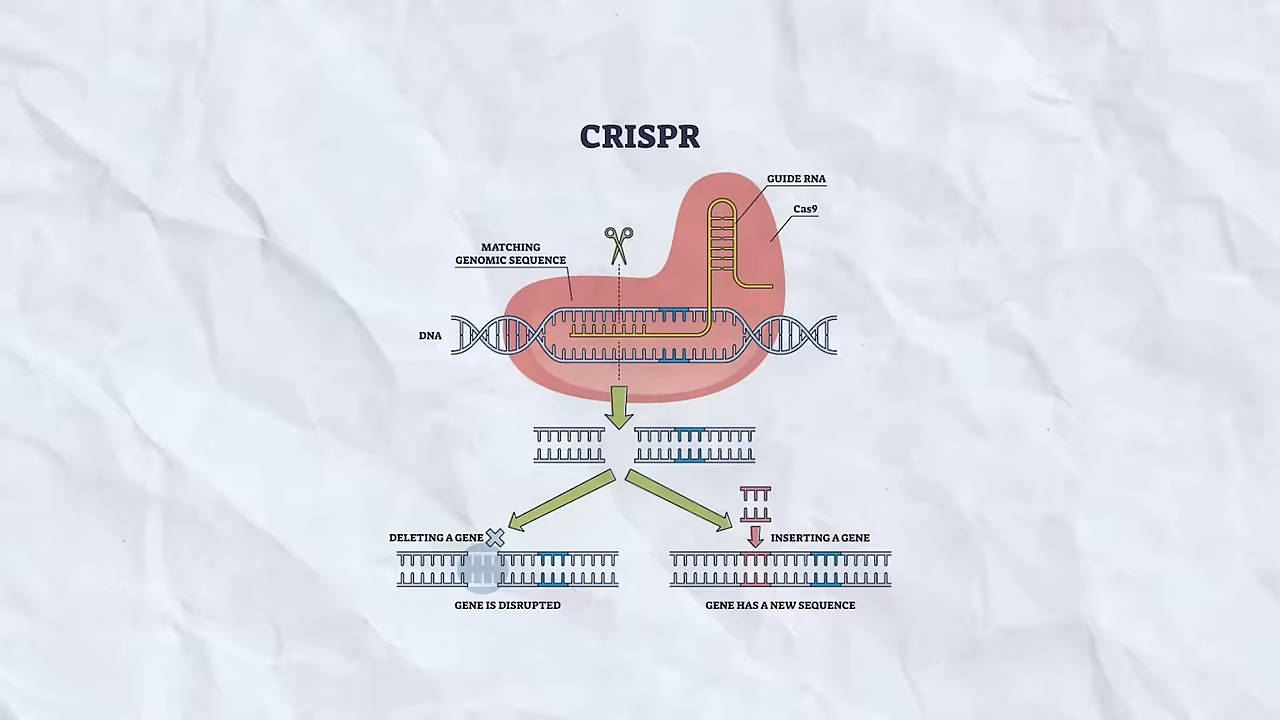 CRISPR
GUIDE RNA
Cas9
MATCHING
GENOMIC SEQUENCE
DNA
DELETING A GENE
INSERTING A GENE
GENE IS DISRUPTED
GENE HAS A NEW SEQUENCE